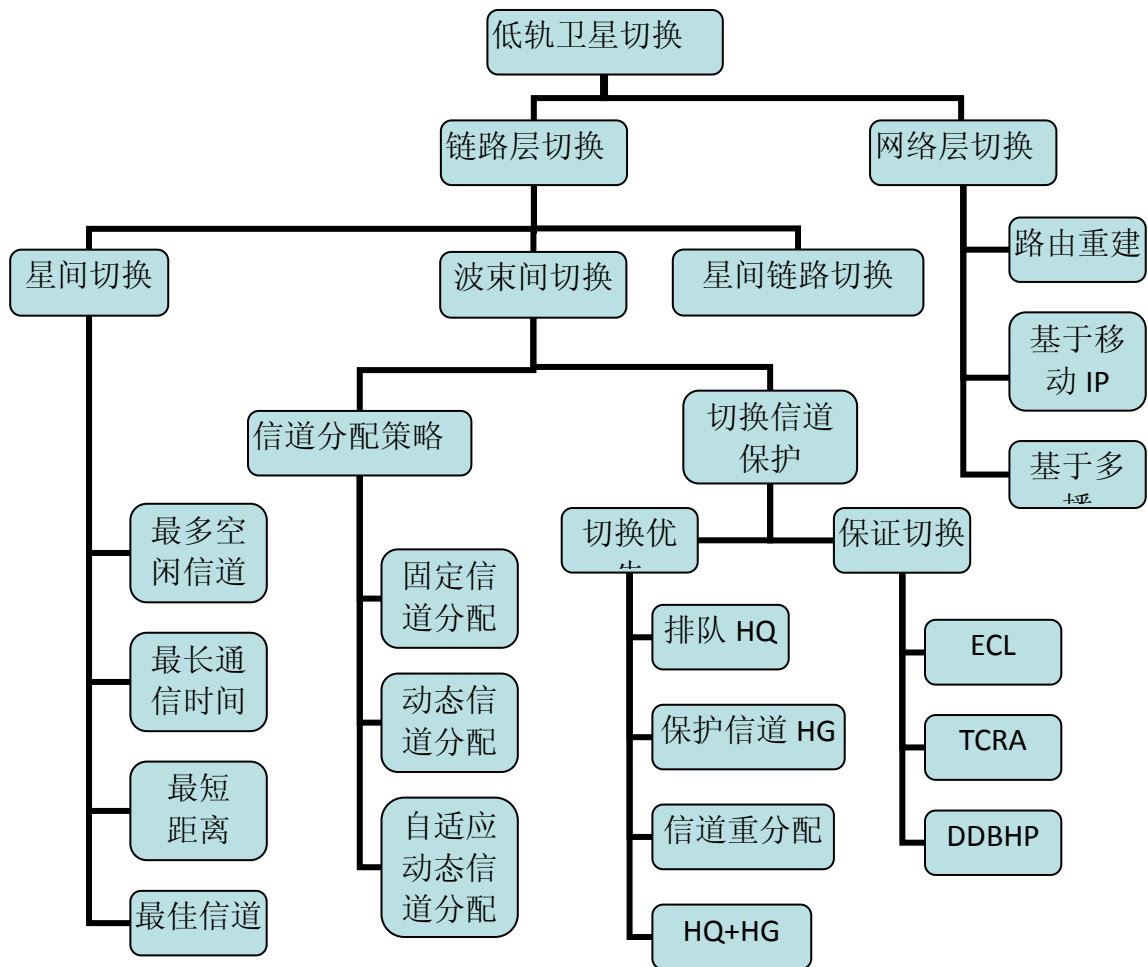 低轨卫星切换
链路层切换
网络层切换
星间切换
波束间切换
星间链路切换
路由重建
基于移
动 IP
基于多
播
信道分配策略
切换信道
保护
最多空
闲信道
最长通
信时间
最短
距离
最佳信道
固定信
道分配
动态信
道分配
自适应
动态信
道分配
切换优
先
保证切换
排队 HQ
保护信道 HG
信道重分配
HQ+HG
ECL
TCRA
DDBHP